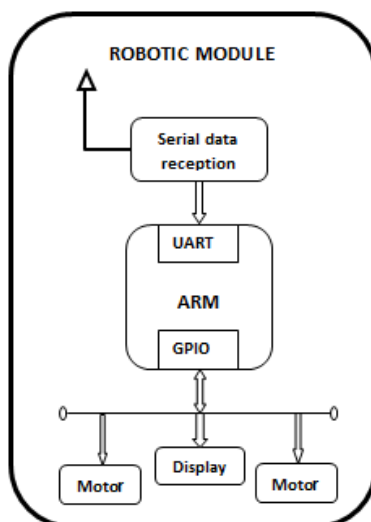 ROBOTIC MODULE
Serial data
reception
UART
ARM
GPIO
Motor
Display
Motor